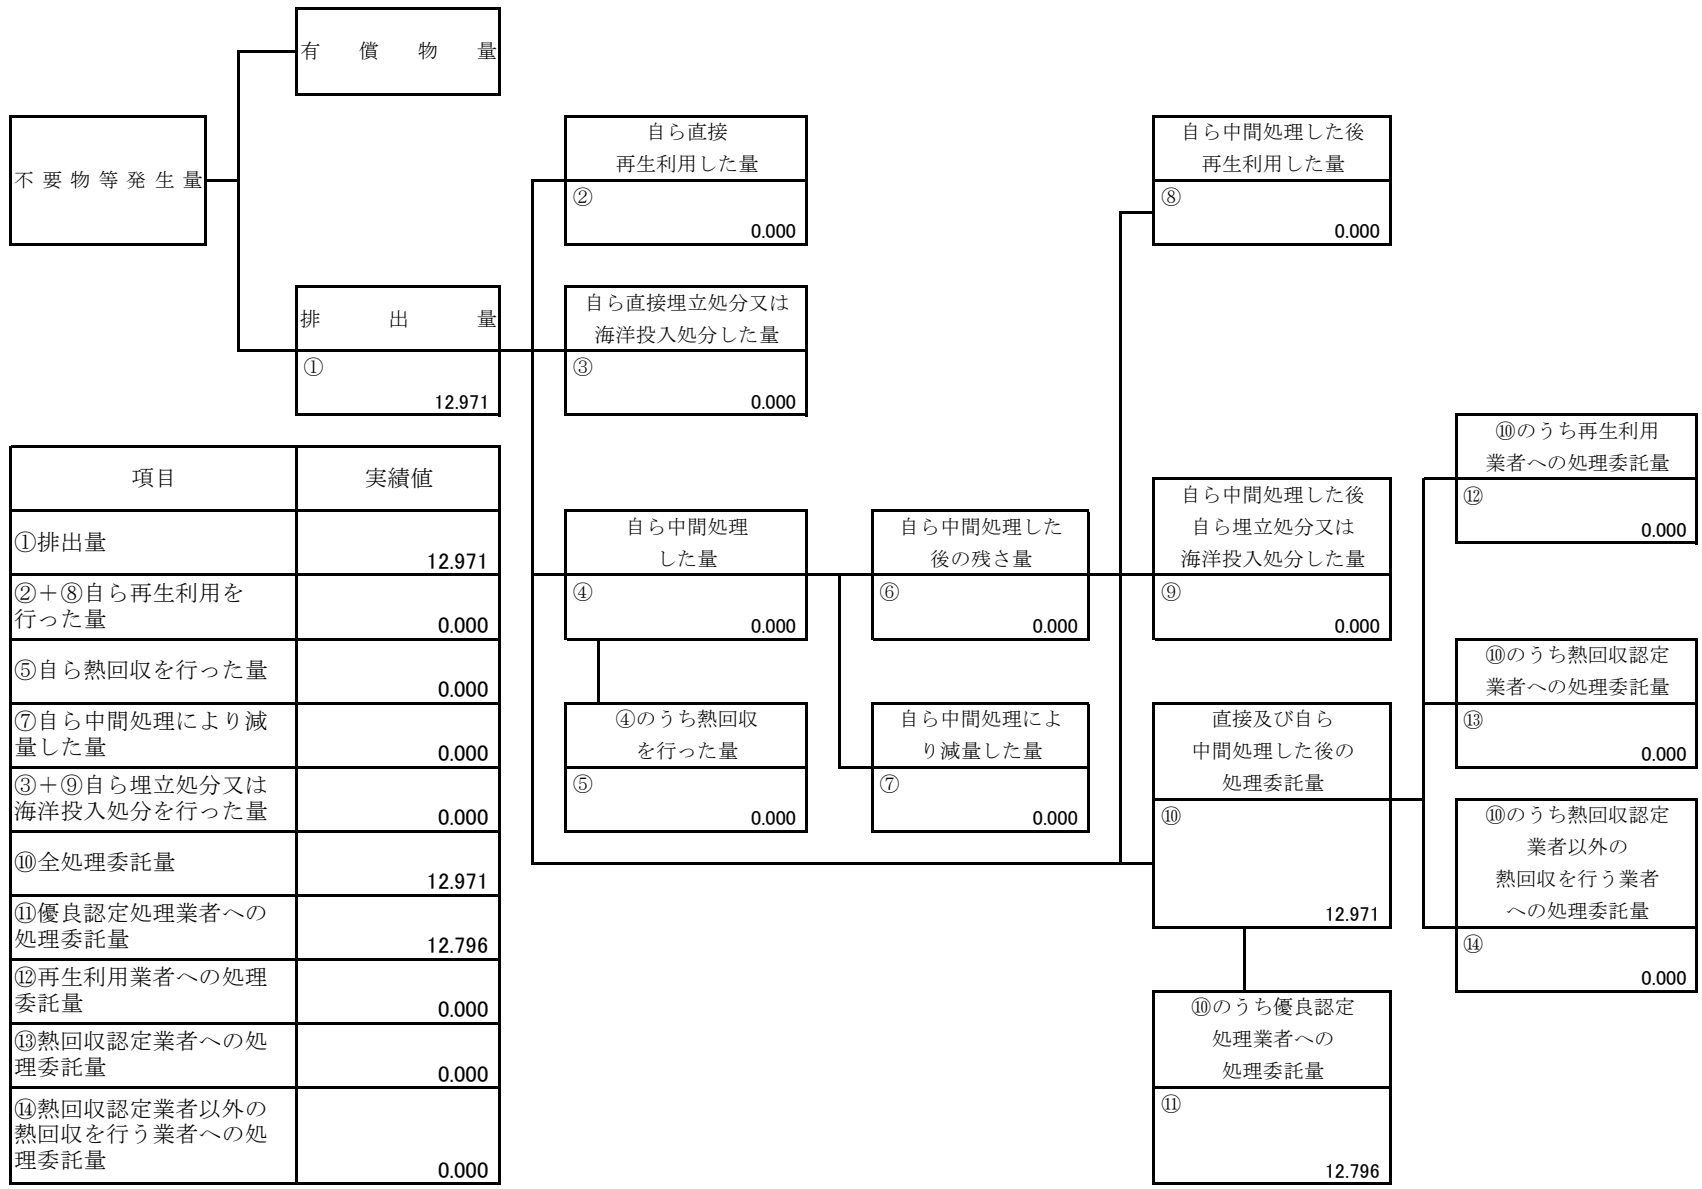 有償物量
不要物等発生量
自ら直接
再生利用した量
②
0.000
自ら中間処理した後
再生利用した量
⑧
0.000
排出量
①
12.971
自ら直接埋立処分又は
海洋投入処分した量
③
0.000
項目 実績値
①排出量
12.971
②+⑧自ら再生利用を
行った量
0.000
⑤自ら熱回収を行った量
0.000
⑦自ら中間処理により減
量した量
0.000
③+⑨自ら埋立処分又は
海洋投入処分を行った量
0.000
⑩全処理委託量
12.971
⑪優良認定処理業者への
処理委託量
12.796
⑫再生利用業者への処理
委託量
0.000
⑬熱回収認定業者への処
理委託量
0.000
⑭熱回収認定業者以外の
熱回収を行う業者への処
理委託量
0.000
自ら中間処理
した量
④
0.000
④のうち熱回収
を行った量
⑤
0.000
自ら中間処理した
後の残さ量
⑥
0.000
自ら中間処理によ
り減量した量
⑦
0.000
自ら中間処理した後
自ら埋立処分又は
海洋投入処分した量
⑨
0.000
直接及び自ら
中間処理した後の
処理委託量
⑩
12.971
⑩のうち優良認定
処理業者への
処理委託量
⑪
12.796
⑩のうち再生利用
業者への処理委託量
⑫
0.000
⑩のうち熱回収認定
業者への処理委託量
⑬
0.000
⑩のうち熱回収認定
業者以外の
熱回収を行う業者
への処理委託量
⑭
0.000